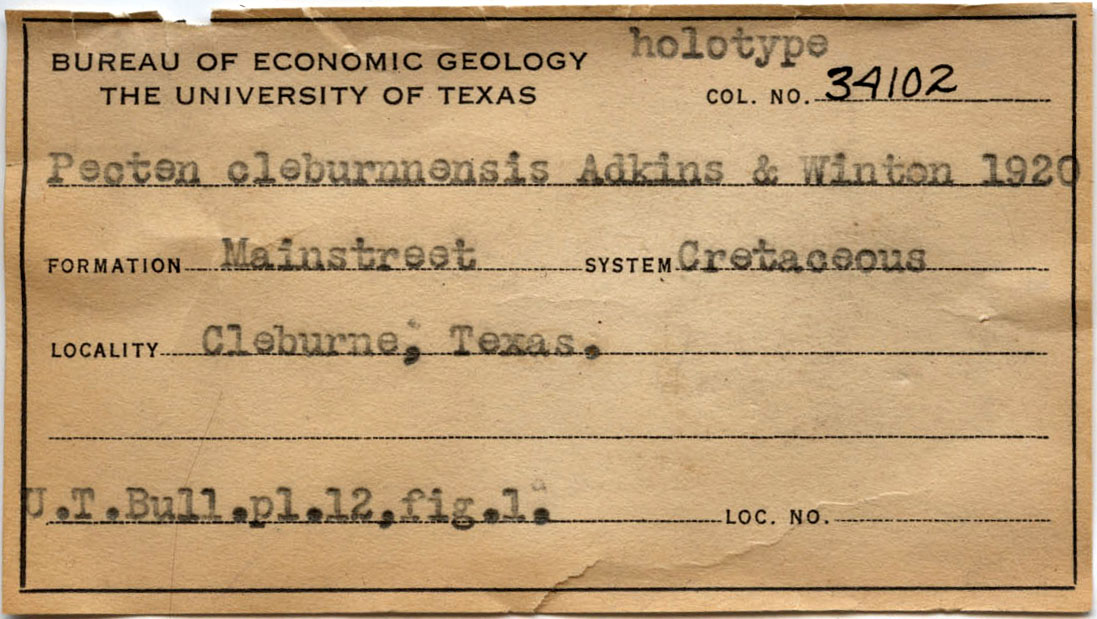 holotype
BUREAU OF ECONOMIC GEOLOGY
THE UNIVERSITY OF TEXAS
COL. NO. 34102
Pecten cleburnnensis Adkins & Winton 1920
FORMATION Mainstreet SYSTEM Cretaceous
LOCALITY Cleburne, Texas.
U.T.Bull.pl.12,fig.1.
LOC. NO.